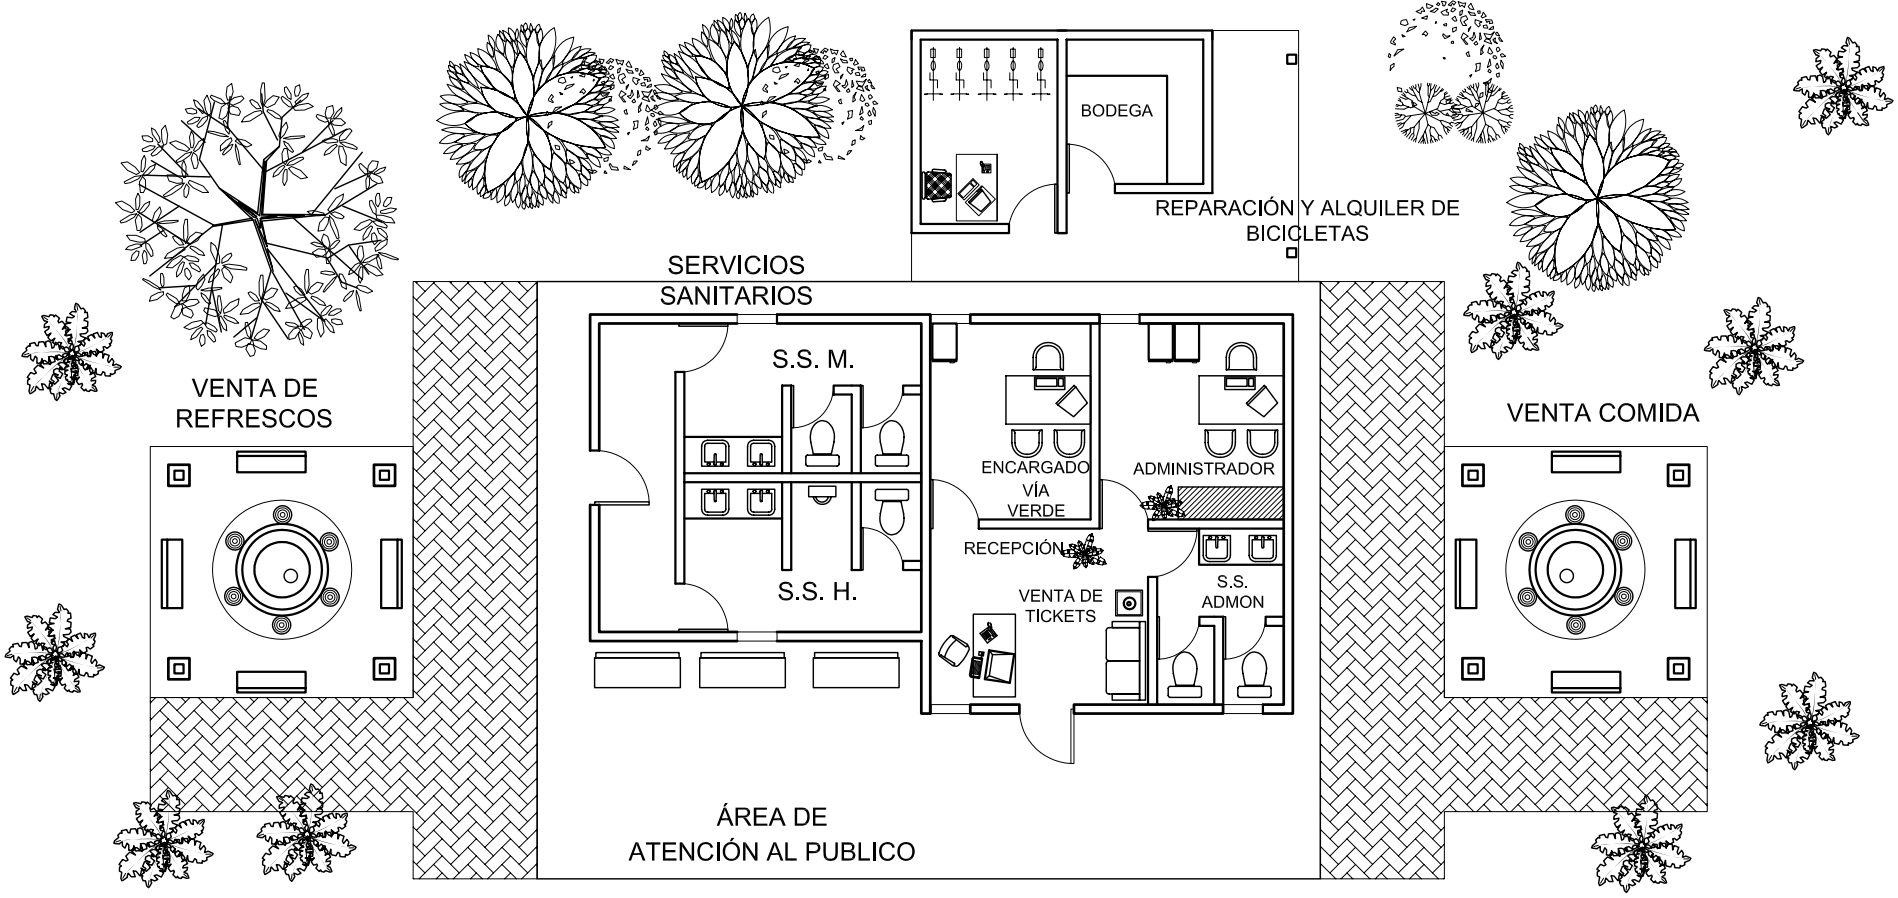 BODEGA
REPARACIÓN Y ALQUILER DE
BICICLETAS
SERVICIOS
SANITARIOS
S.S. M.
VENTA DE
REFRESCOS
VENTA COMIDA
ENCARGADO
VÍA
VERDE
ADMINISTRADOR
RECEPCIÓN
S.S. H.
VENTA DE
TICKETS
S.S.
ADMON
ÁREA DE
ATENCIÓN AL PUBLICO